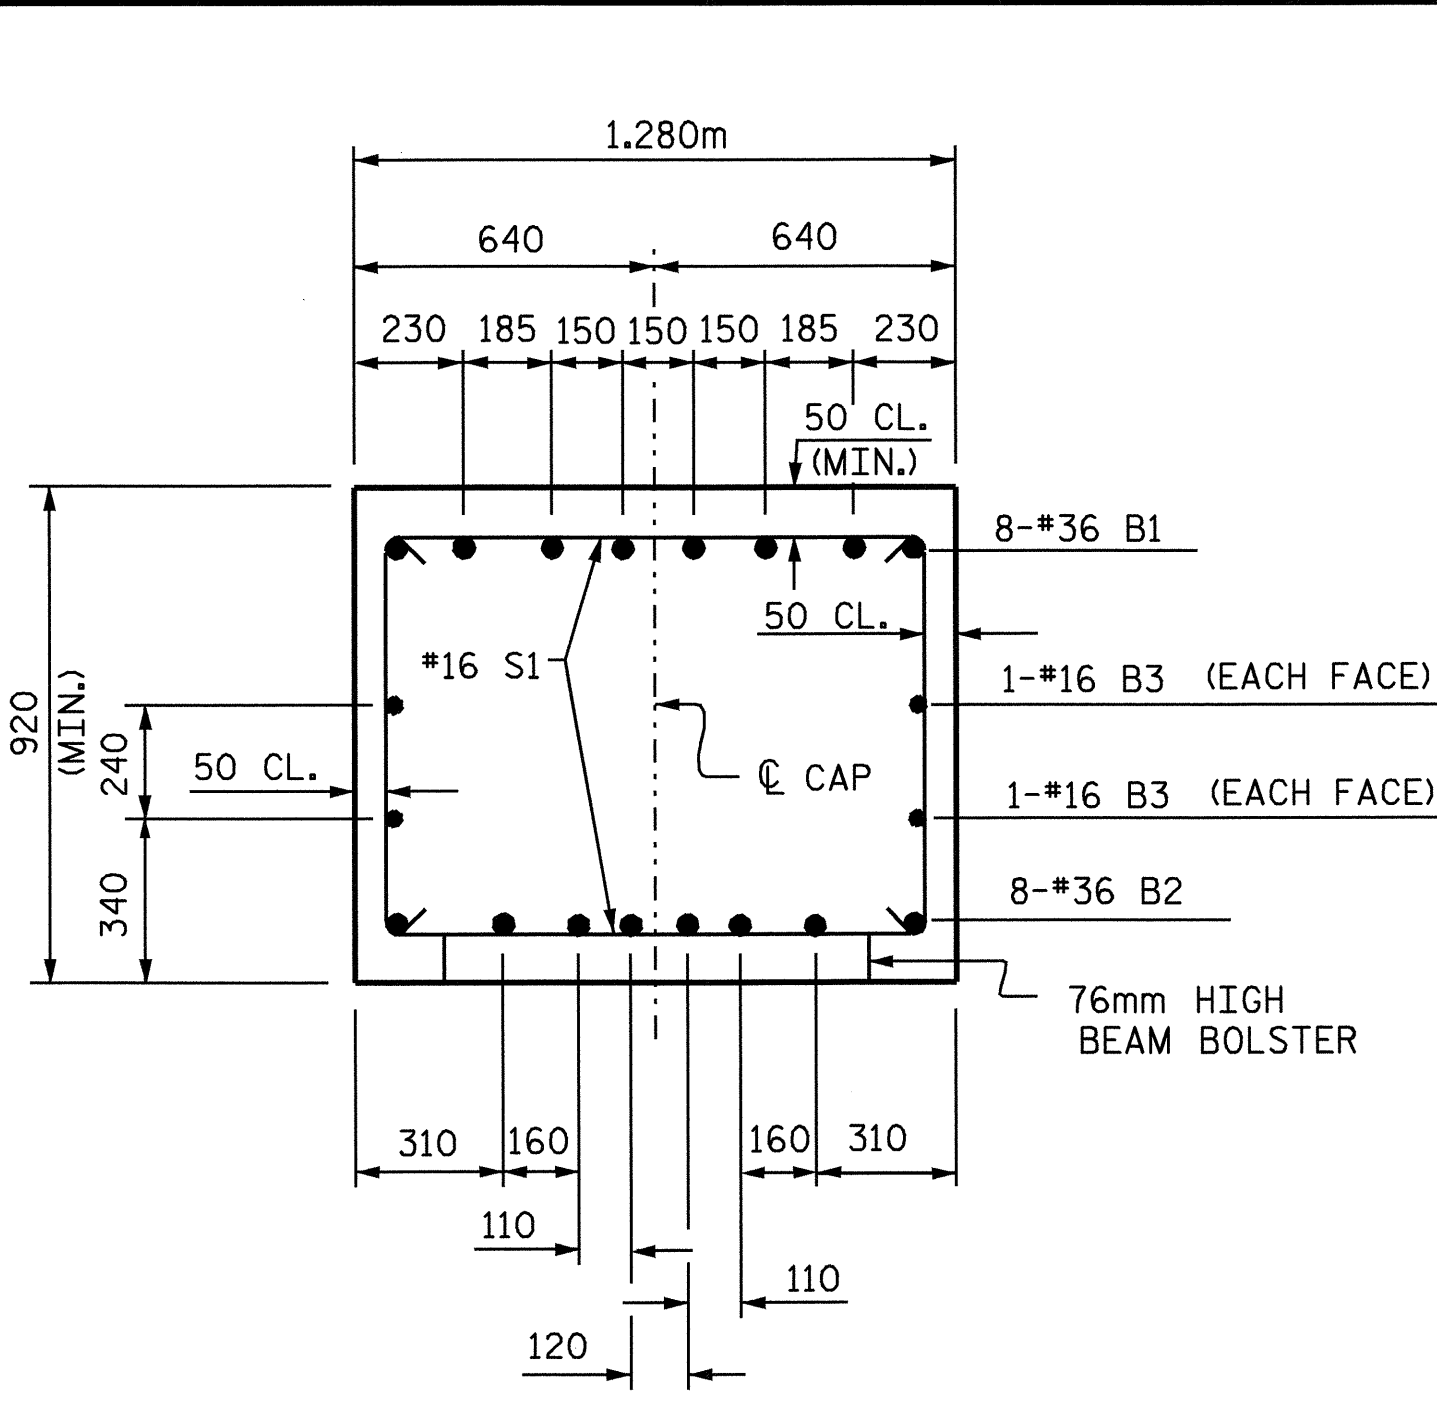 1.280m
640 640
230 185 150 150 150 185 230
50 CL.
(MIN.)
8-#36 B1
50 CL.
#16 S1
1-#16 B3 (EACH FACE)
920
(MIN.)
240
50 CL.
℄ CAP
1-#16 B3 (EACH FACE)
340
8-#36 B2
76mm HIGH
BEAM BOLSTER
310 160 160 310
110
110
120